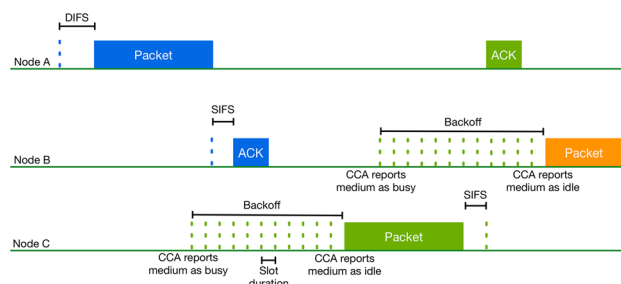 DIFS
Packet
ACK
Node A
SIFS
Backoff
ACK
Packet
Node B
CCA reports
medium as busy
CCA reports
medium as idle
SIFS
Backoff
Packet
Node C
CCA reports
medium as busy
Slot
duration
CCA reports
medium as idle